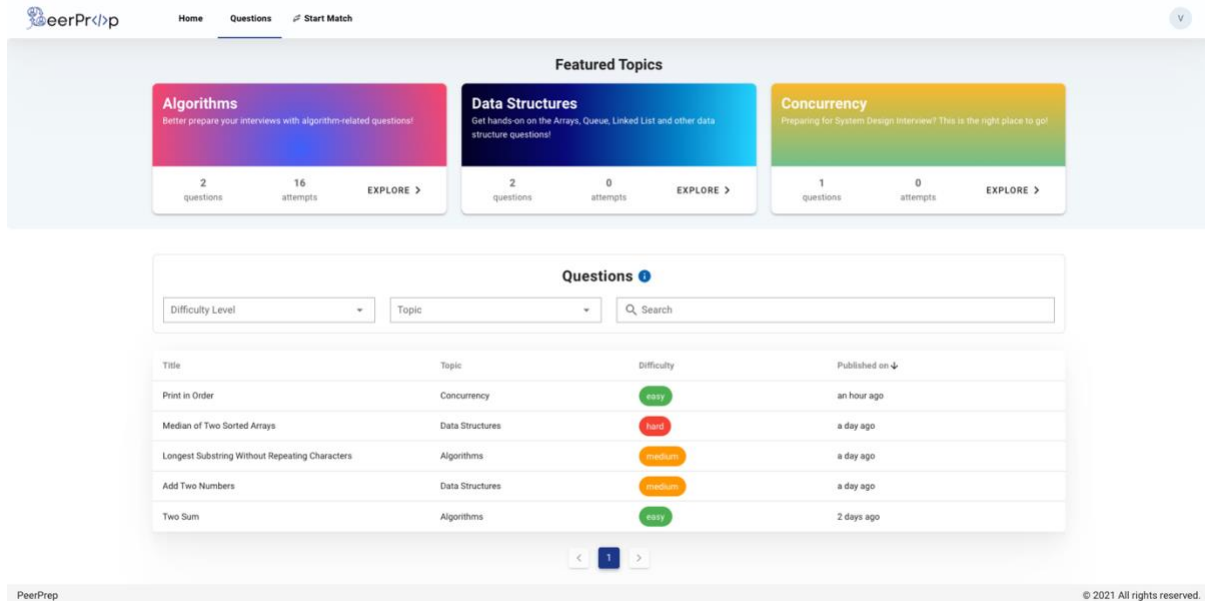 PeerPr</>p
Home Questions Start Match V
Featured Topics
Algorithms
Better prepare your interviews with algorithm-related questions!
2 questions
16 attempts
EXPLORE >
Data Structures
Get hands-on on the Arrays, Queue, Linked List and other data
structure questions!
2 questions
0 attempts
EXPLORE >
Concurrency
Preparing for System Design Interview? This is the right place to go!
1 questions
0 attempts
EXPLORE >
Questions
Difficulty Level Topic Search
Title Topic Difficulty Published on ↓
Print in Order Concurrency easy an hour ago
Median of Two Sorted Arrays Data Structures hard a day ago
Longest Substring Without Repeating Characters Algorithms medium a day ago
Add Two Numbers Data Structures medium a day ago
Two Sum Algorithms easy 2 days ago
< 1 >
PeerPrep © 2021 All rights reserved.